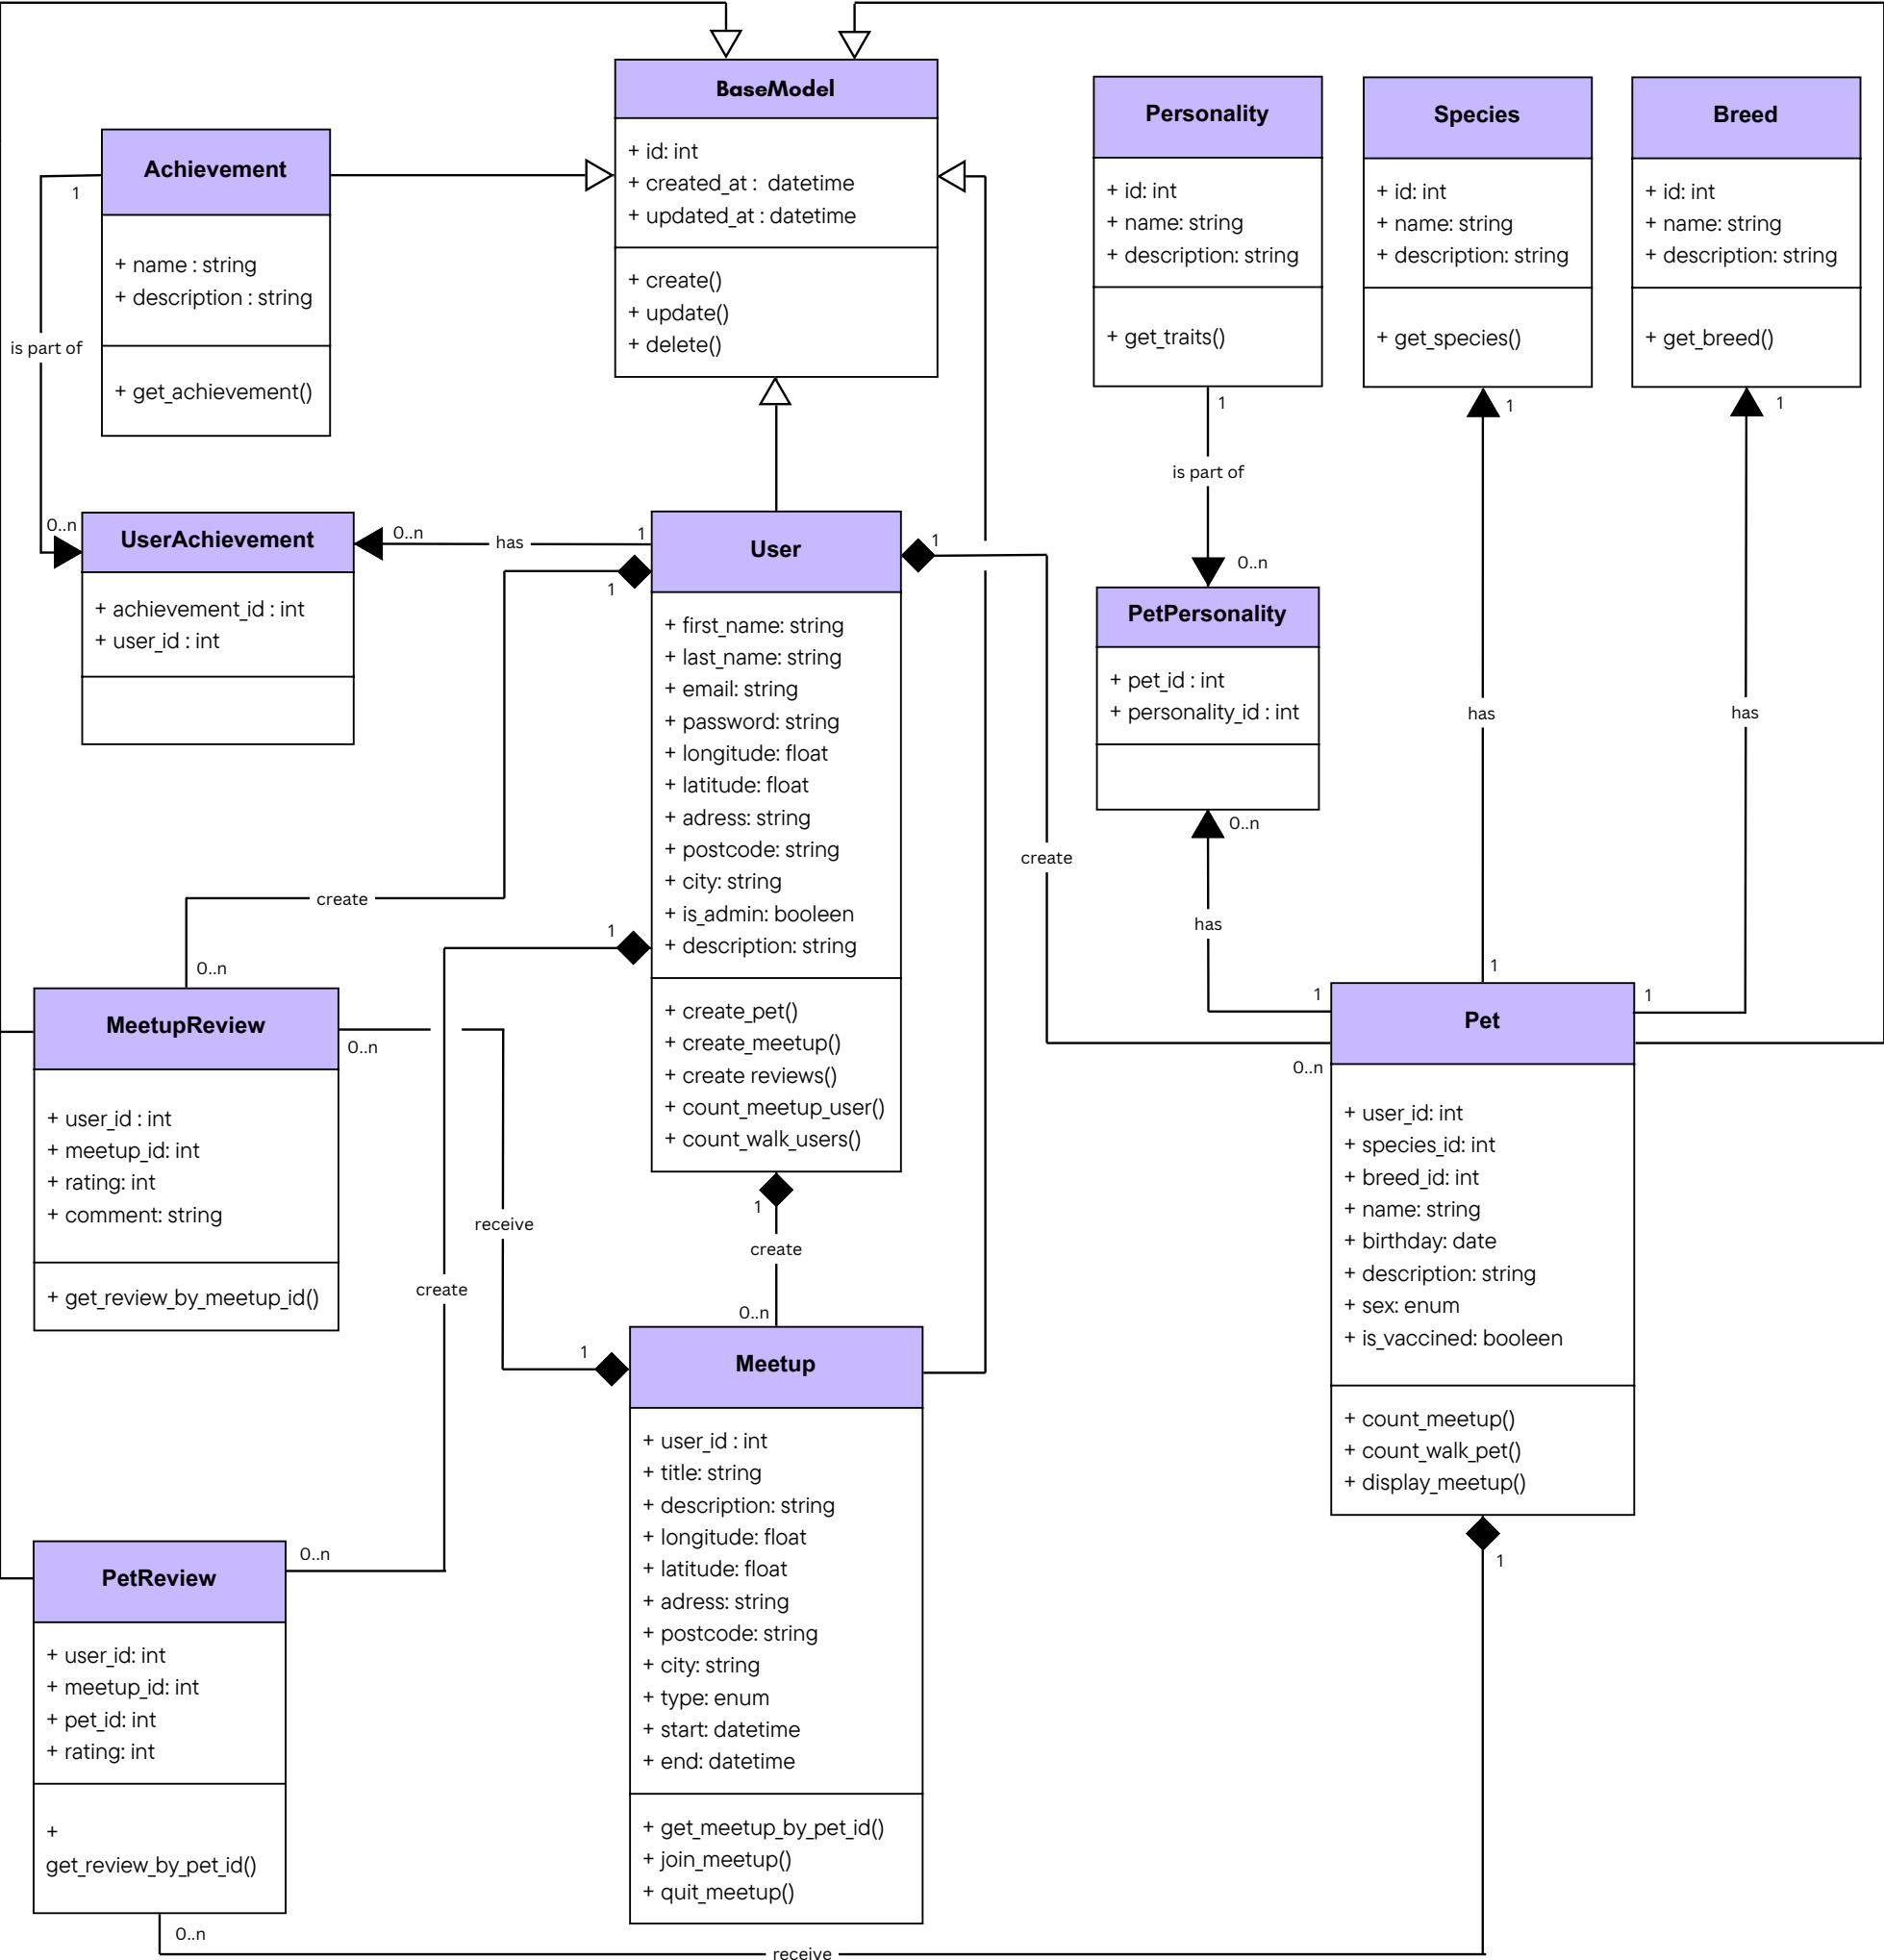 BaseModel
+ id: int
+ created_at : datetime
+ updated_at : datetime
+ create()
+ update()
+ delete()
Personality
+ id: int
+ name: string
+ description: string
+ get_traits()
Species
+ id: int
+ name: string
+ description: string
+ get_species()
Breed
+ id: int
+ name: string
+ description: string
+ get_breed()
Achievement
+ name : string
+ description : string
+ get_achievement()
1
is part of
0..n
1
is part of
0..n
1
1
UserAchievement
+ achievement_id : int
+ user_id : int
0..n
has
1
1
1
User
+ first_name: string
+ last_name: string
+ email: string
+ password: string
+ longitude: float
+ latitude: float
+ adress: string
+ postcode: string
+ city: string
+ is_admin: booleen
+ description: string
+ create_pet()
+ create_meetup()
+ create reviews()
+ count_meetup_user()
+ count_walk_users()
PetPersonality
+ pet_id : int
+ personality_id : int
0..n
has
1
has
1
has
1
create
0..n
create
0..n
1
MeetupReview
+ user_id : int
+ meetup_id: int
+ rating: int
+ comment: string
+ get_review_by_meetup_id()
0..n
receive
1
create
0..n
1
create
0..n
Pet
+ user_id: int
+ species_id: int
+ breed_id: int
+ name: string
+ birthday: date
+ description: string
+ sex: enum
+ is_vaccined: booleen
+ count_meetup()
+ count_walk_pet()
+ display_meetup()
1
Meetup
+ user_id : int
+ title: string
+ description: string
+ longitude: float
+ latitude: float
+ adress: string
+ postcode: string
+ city: string
+ type: enum
+ start: datetime
+ end: datetime
+ get_meetup_by_pet_id()
+ join_meetup()
+ quit_meetup()
PetReview
+ user_id: int
+ meetup_id: int
+ pet_id: int
+ rating: int
+
get_review_by_pet_id()
0..n
receive